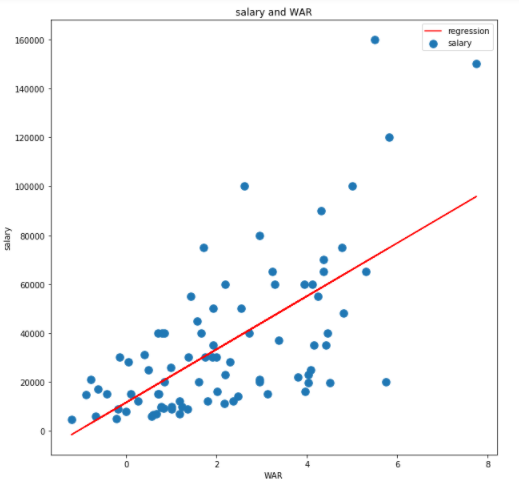 salary and WAR
regression
salary
160000
140000
120000
100000
80000
60000
40000
20000
0
salary
0
2
4
6
8
WAR